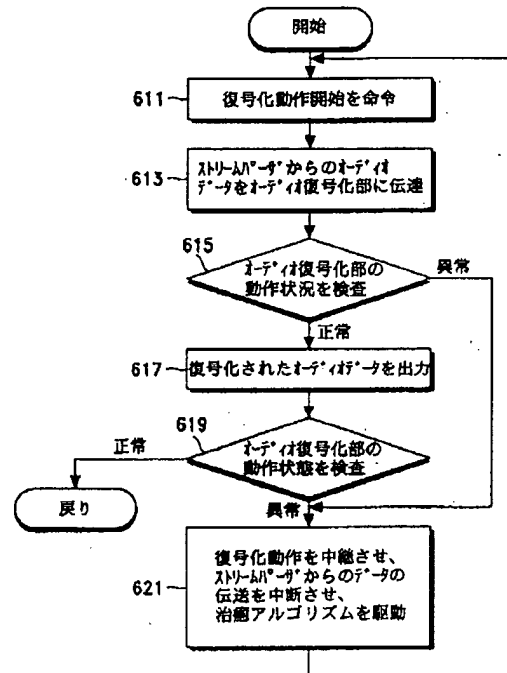 開始
611
復号化動作開始を命令
613
ｽﾄﾘｰﾑﾊﾟｰｻﾞからのｵｰﾃﾞｨｵ
ﾃﾞｰﾀをｵｰﾃﾞｨｵ復号化部に伝達
615
ｵｰﾃﾞｨｵ復号化部の
動作状況を検査
異常
正常
617
復号化されたｵｰﾃﾞｨｵﾃﾞｰﾀを出力
619
ｵｰﾃﾞｨｵ復号化部の
動作状態を検査
正常
戻り
異常
621
復号化動作を中継させ、
ｽﾄﾘｰﾑﾊﾟｰｻﾞからのﾃﾞｰﾀの
伝送を中断させ、
治癒アルゴリズムを駆動